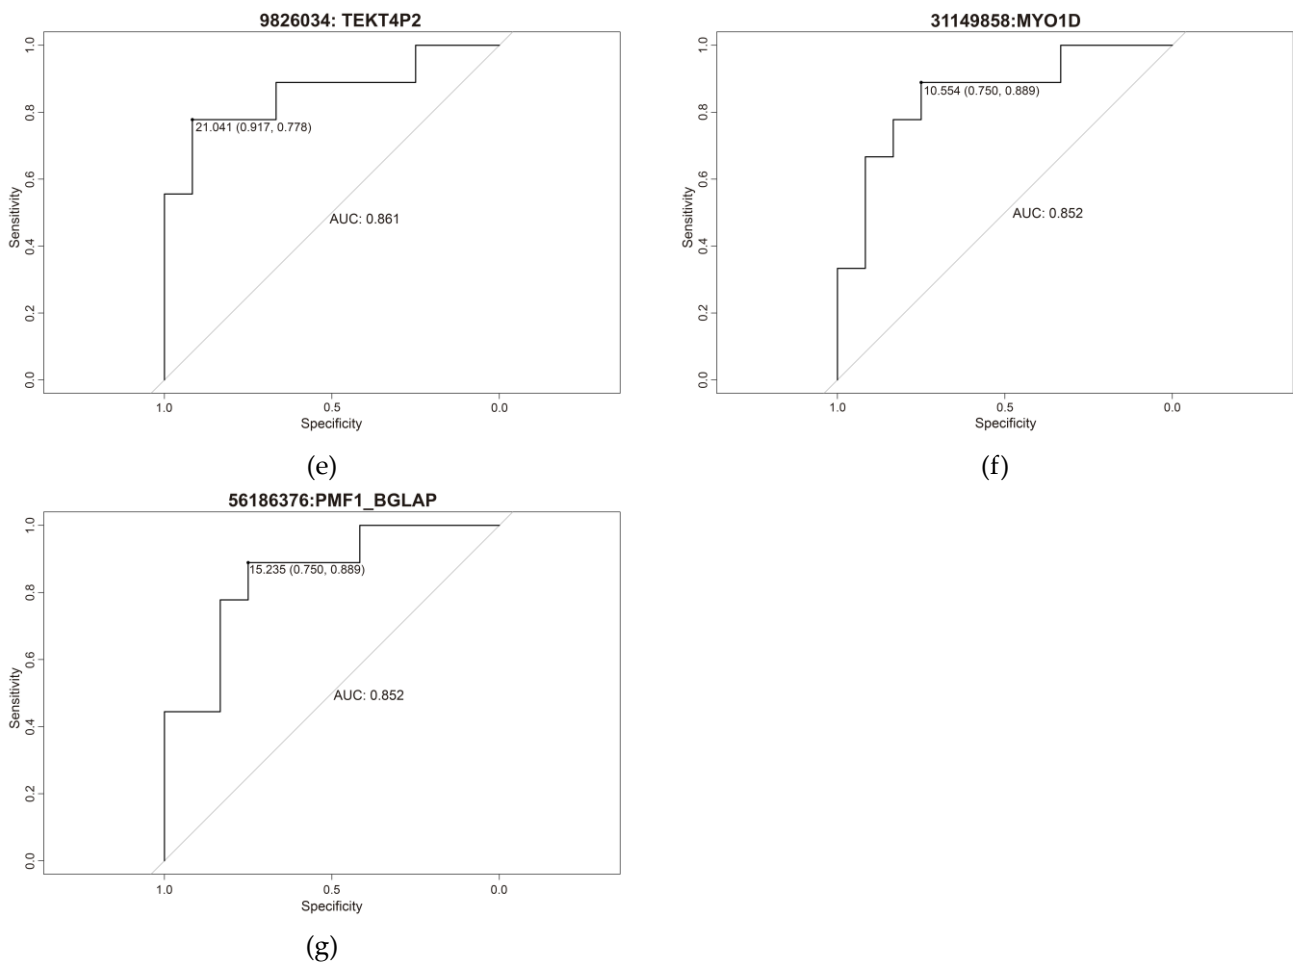 9826034: TEKT4P2
Sensitivity
0.0 0.2 0.4 0.6 0.8 1.0
21.041 (0.917, 0.778)
AUC: 0.861
1.0 0.5 0.0
Specificity
(e)
31149858:MYO1D
Sensitivity
0.0 0.2 0.4 0.6 0.8 1.0
10.554 (0.750, 0.889)
AUC: 0.852
1.0 0.5 0.0
Specificity
(f)
56186376:PMF1_BGLAP
Sensitivity
0.0 0.2 0.4 0.6 0.8 1.0
15.235 (0.750, 0.889)
AUC: 0.852
1.0 0.5 0.0
Specificity
(g)